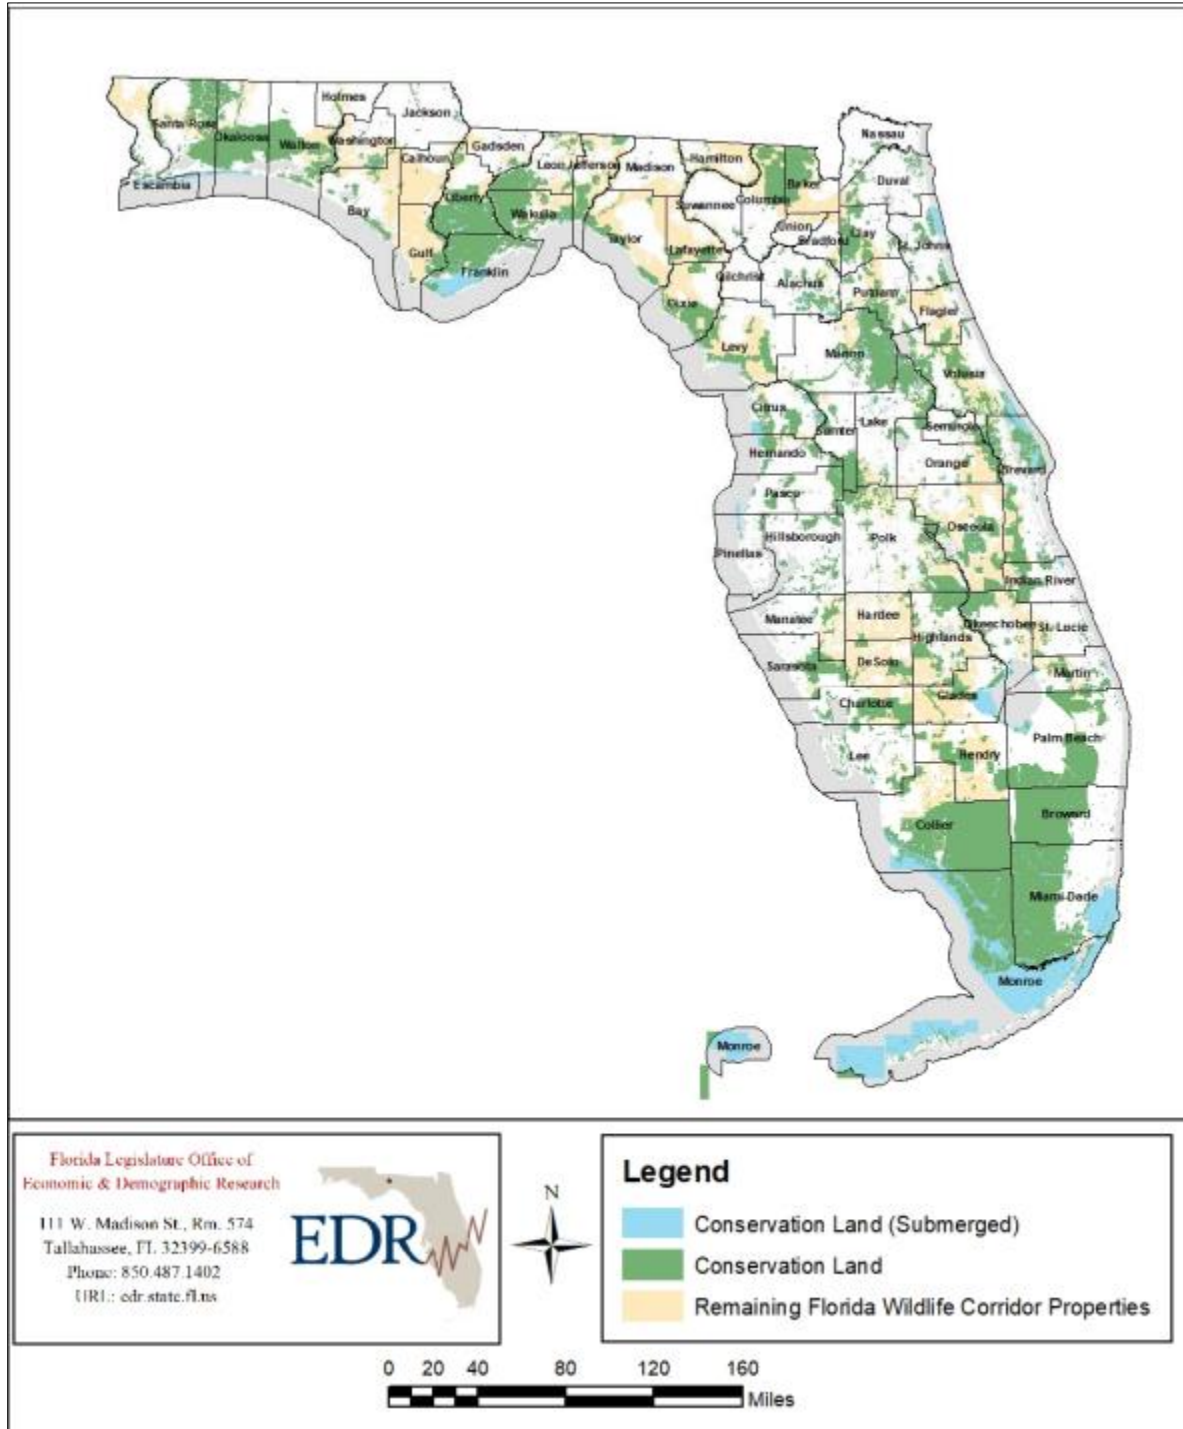 Holmes
Jackson
Santa Rosa
Okaloosa
Walton
Washington
Gadsden
Calhoun
Leon
Jefferson
Madison
Hamilton
Nassau
Baker
Duval
Escambia
Bay
Liberty
Wakulla
Suwannee
Columbia
Union
Bradford
Clay
St. Johns
Gulf
Franklin
Taylor
Lafayette
Gilchrist
Alachua
Putnam
Flagler
Dixie
Levy
Marion
Volusia
Citrus
Sumter
Lake
Seminole
Hernando
Orange
Brevard
Pasco
Hillsborough
Polk
Osceola
Pinellas
Indian River
Manatee
Hardee
Okeechobee
St. Lucie
Highlands
Sarasota
DeSoto
Martin
Charlotte
Glades
Lee
Hendry
Palm Beach
Collier
Broward
Miami-Dade
Monroe
Monroe
Florida Legislature Office of
Economic & Demographic Research
111 W. Madison St., Rm. 574
Tallahassee, FL 32399-6588
Phone: 850.487.1402
URL: edr.state.fl.us
EDR
N
Legend
Conservation Land (Submerged)
Conservation Land
Remaining Florida Wildlife Corridor Properties
0 20 40 80 120 160
Miles